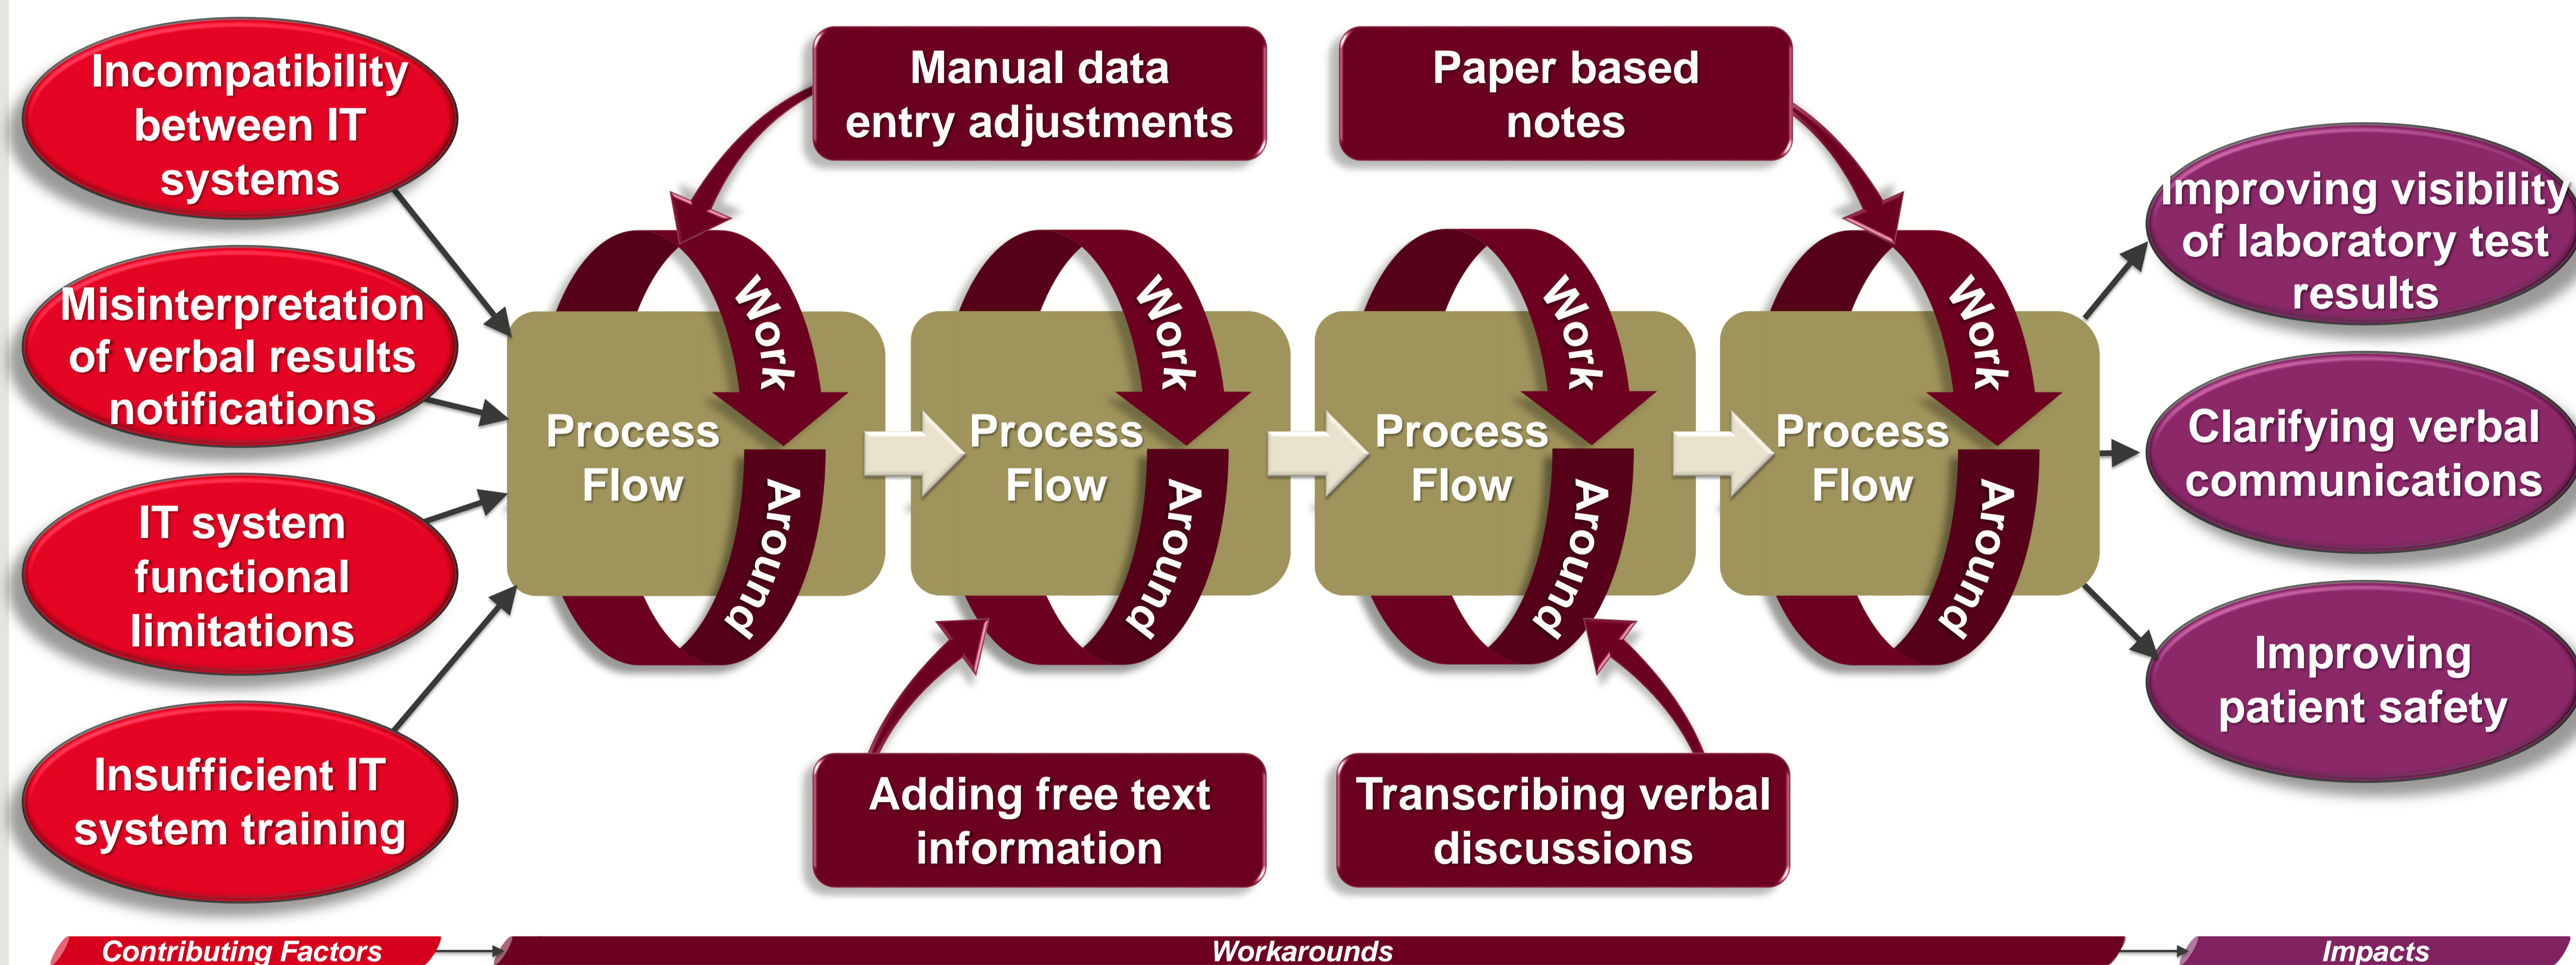 Incompatibility
between IT
systems
Misinterpretation
of verbal results
notifications
IT system
functional
limitations
Insufficient IT
system training
Manual data
entry adjustments
Paper based
notes
Work
Around
Process
Flow
Work
Around
Process
Flow
Work
Around
Process
Flow
Work
Around
Process
Flow
Adding free text
information
Transcribing verbal
discussions
Improving visibility
of laboratory test
results
Clarifying verbal
communications
Improving
patient safety
Contributing Factors
Workarounds
Impacts